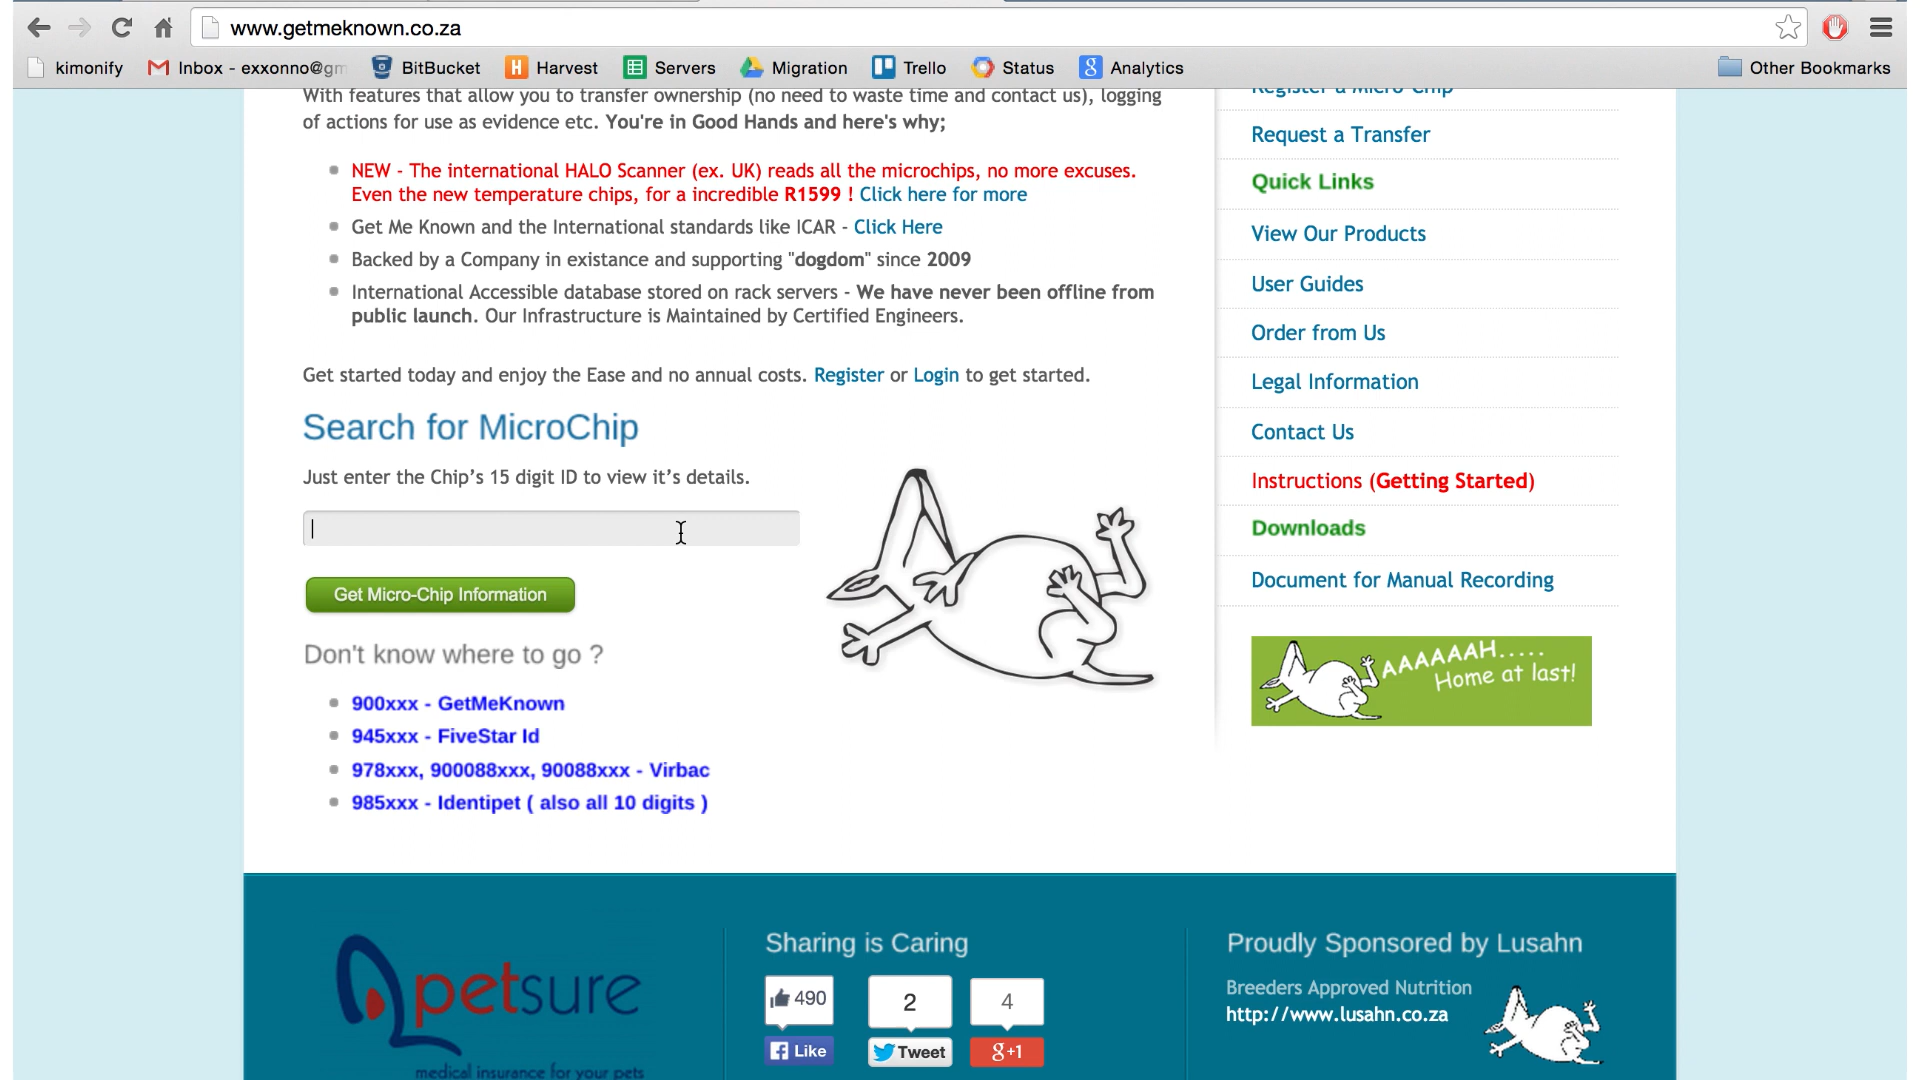 www.getmeknown.co.za
kimonify
Inbox - exxonno@gm
BitBucket
Harvest
Servers
Migration
Trello
Status
Analytics
Other Bookmarks
With features that allow you to transfer ownership (no need to waste time and contact us), logging
of actions for use as evidence etc. You're in Good Hands and here's why;
NEW - The international HALO Scanner (ex. UK) reads all the microchips, no more excuses.
Even the new temperature chips, for a incredible R1599 ! Click here for more
Get Me Known and the International standards like ICAR - Click Here
Backed by a Company in existance and supporting "dogdom" since 2009
International Accessible database stored on rack servers - We have never been offline from
public launch. Our Infrastructure is Maintained by Certified Engineers.
Get started today and enjoy the Ease and no annual costs. Register or Login to get started.
Search for MicroChip
Just enter the Chip’s 15 digit ID to view it’s details.
Get Micro-Chip Information
Don't know where to go ?
900xxx - GetMeKnown
945xxx - FiveStar Id
978xxx, 900088xxx, 90088xxx - Virbac
985xxx - Identipet ( also all 10 digits )
Register a Micro-Chip
Request a Transfer
Quick Links
View Our Products
User Guides
Order from Us
Legal Information
Contact Us
Instructions (Getting Started)
Downloads
Document for Manual Recording
AAAAAAH.....
Home at last!
petsure
medical insurance for your pets
Sharing is Caring
490
2
4
Like
Tweet
g+1
Proudly Sponsored by Lusahn
Breeders Approved Nutrition
http://www.lusahn.co.za